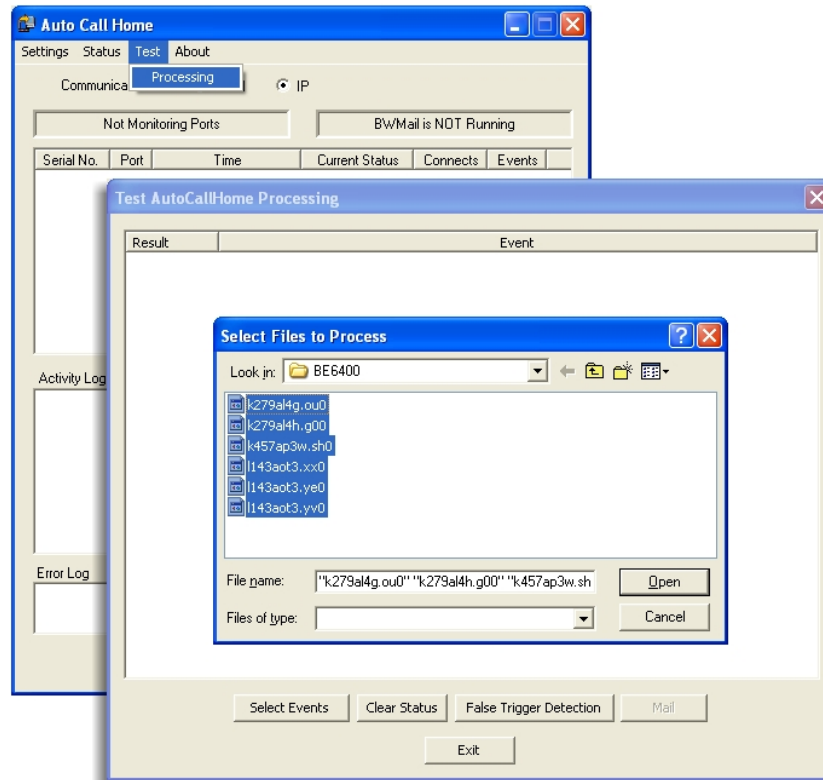 Auto Call Home
Settings Status Test About
Processing
Communica
IP
Not Monitoring Ports
BWMail is NOT Running
Serial No. Port Time Current Status Connects Events
Test AutoCallHome Processing
Result Event
Select Files to Process
Look in: BE6400
k279al4g.ou0
k279al4h.g00
k457ap3w.sh0
l143aot3.xx0
l143aot3.ye0
l143aot3.yv0
Activity Log
File name: "k279al4g.ou0" "k279al4h.g00" "k457ap3w.sh
Open
Error Log
Files of type:
Cancel
Select Events Clear Status False Trigger Detection Mail
Exit